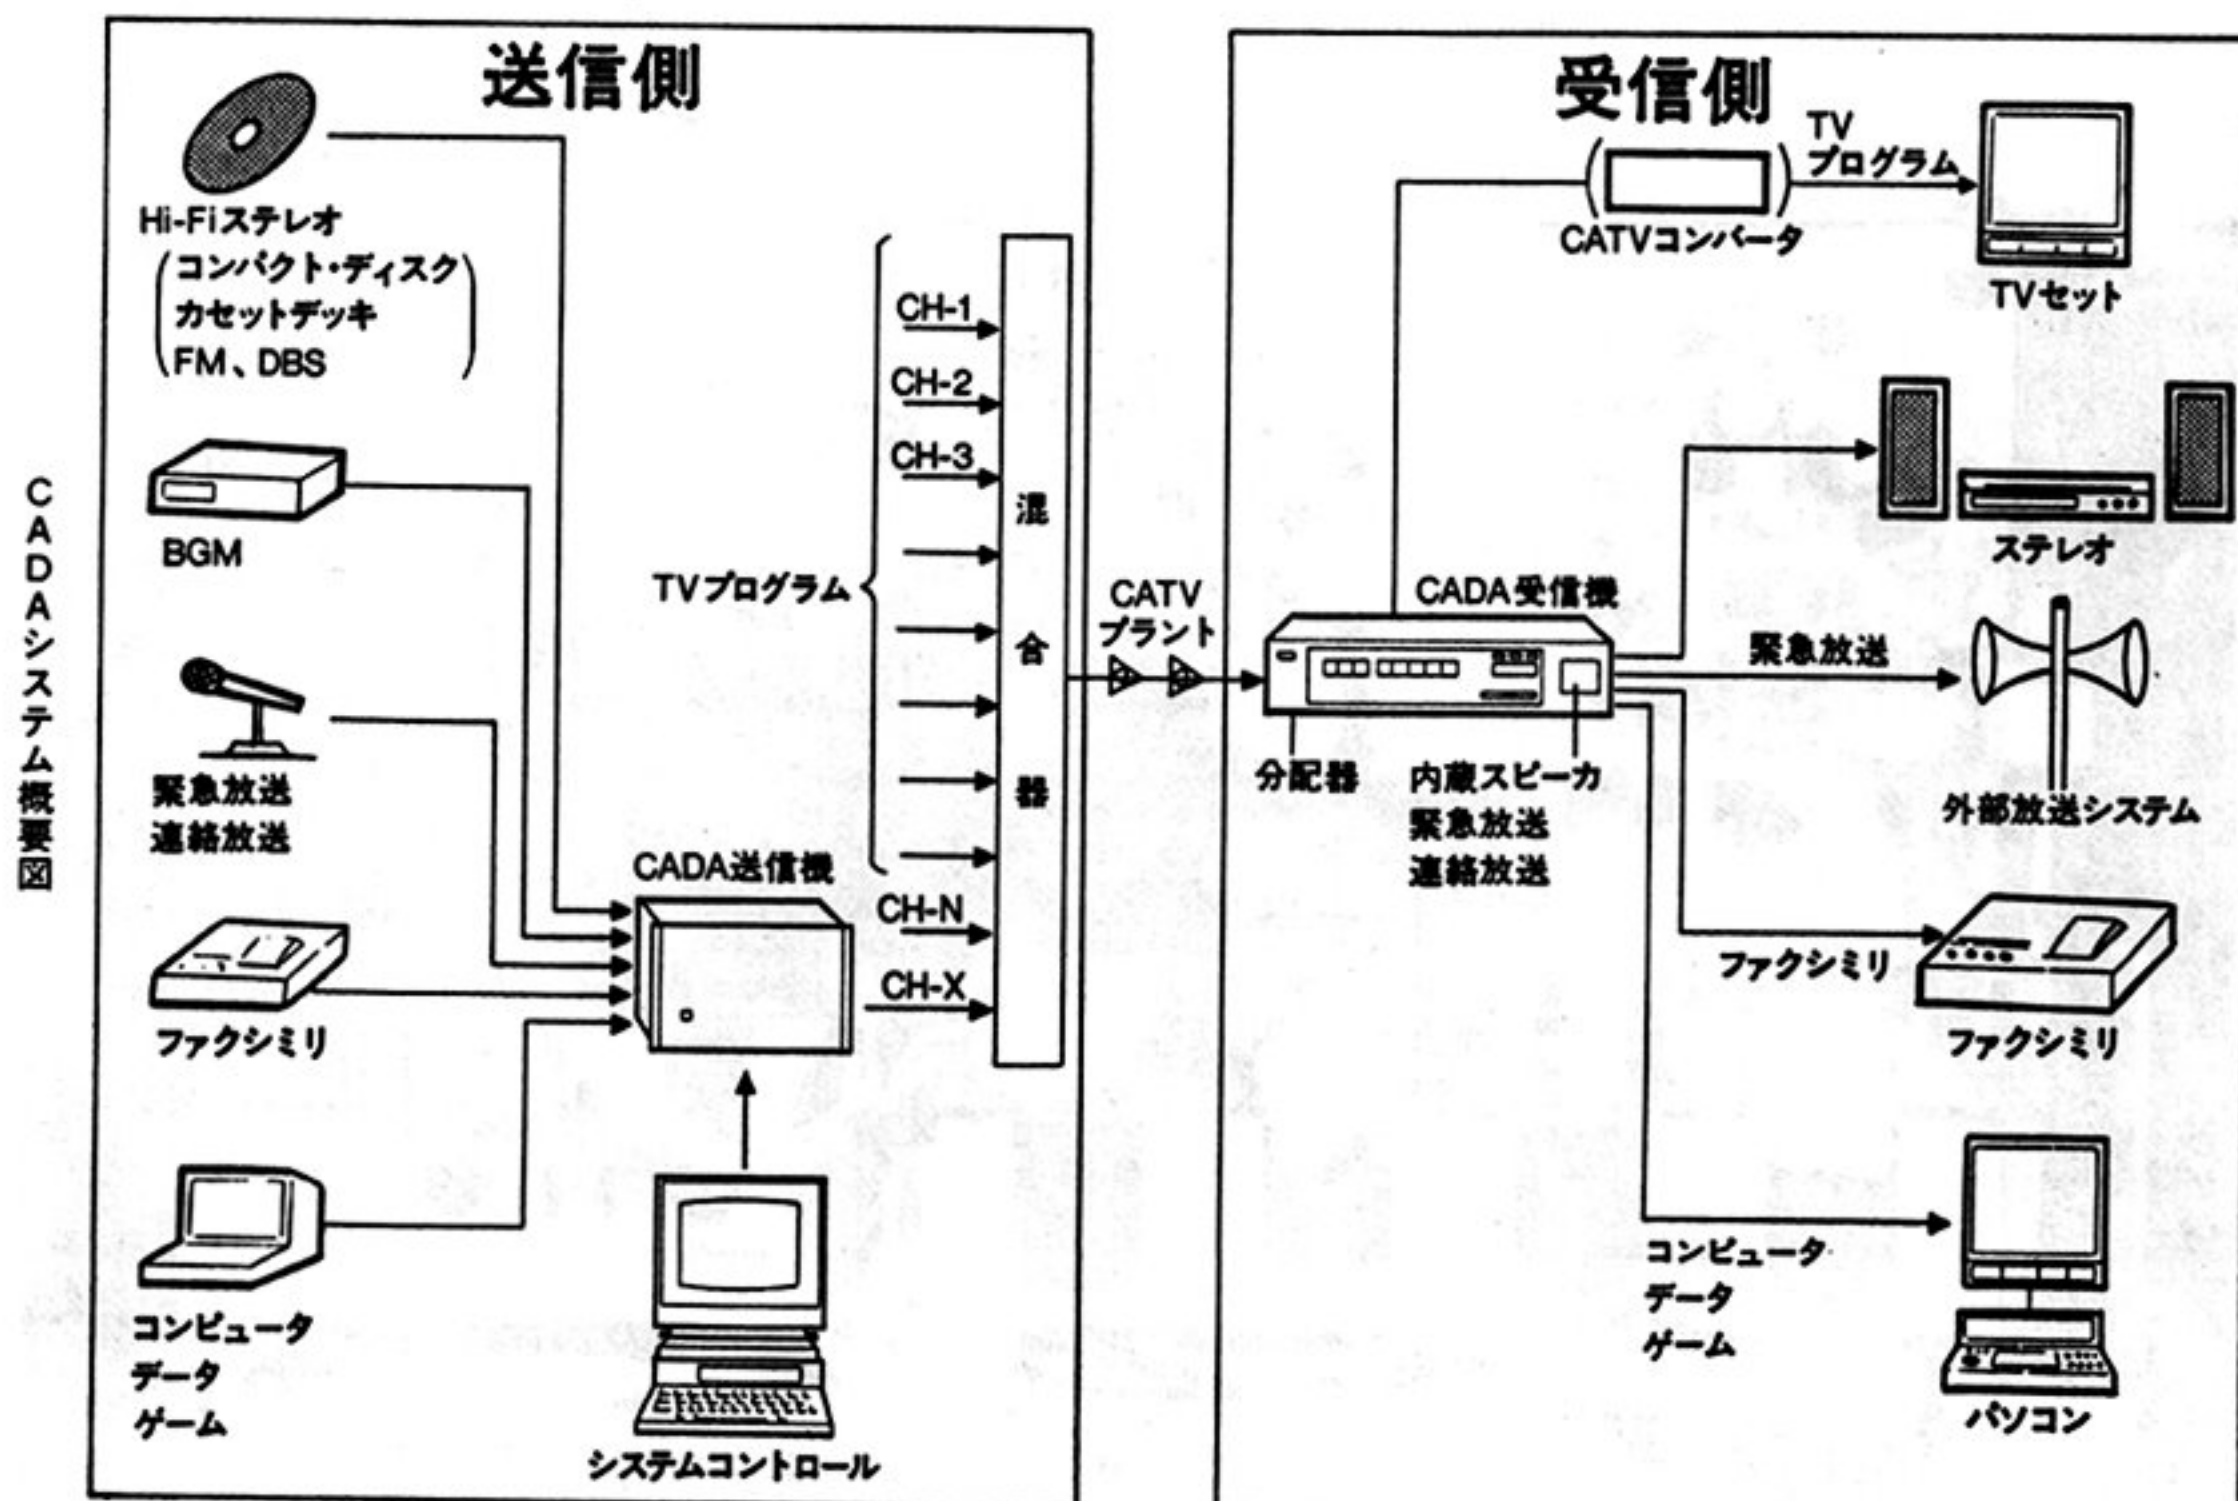 CADAシステム概要図
送信側
Hi-Fiステレオ
(コンパクト・ディスク
カセットデッキ
FM、DBS)
BGM
緊急放送
連絡放送
ファクシミリ
コンピュータ
データ
ゲーム
CADA送信機
システムコントロール
TVプログラム
CH-1
CH-2
CH-3
CH-N
CH-X
混合器
CATV
プラント
受信側
CATVコンバータ
TV
プログラム
TVセット
CADA受信機
分配器
内蔵スピーカ
緊急放送
連絡放送
ステレオ
緊急放送
外部放送システム
ファクシミリ
ファクシミリ
コンピュータ
データ
ゲーム
パソコン